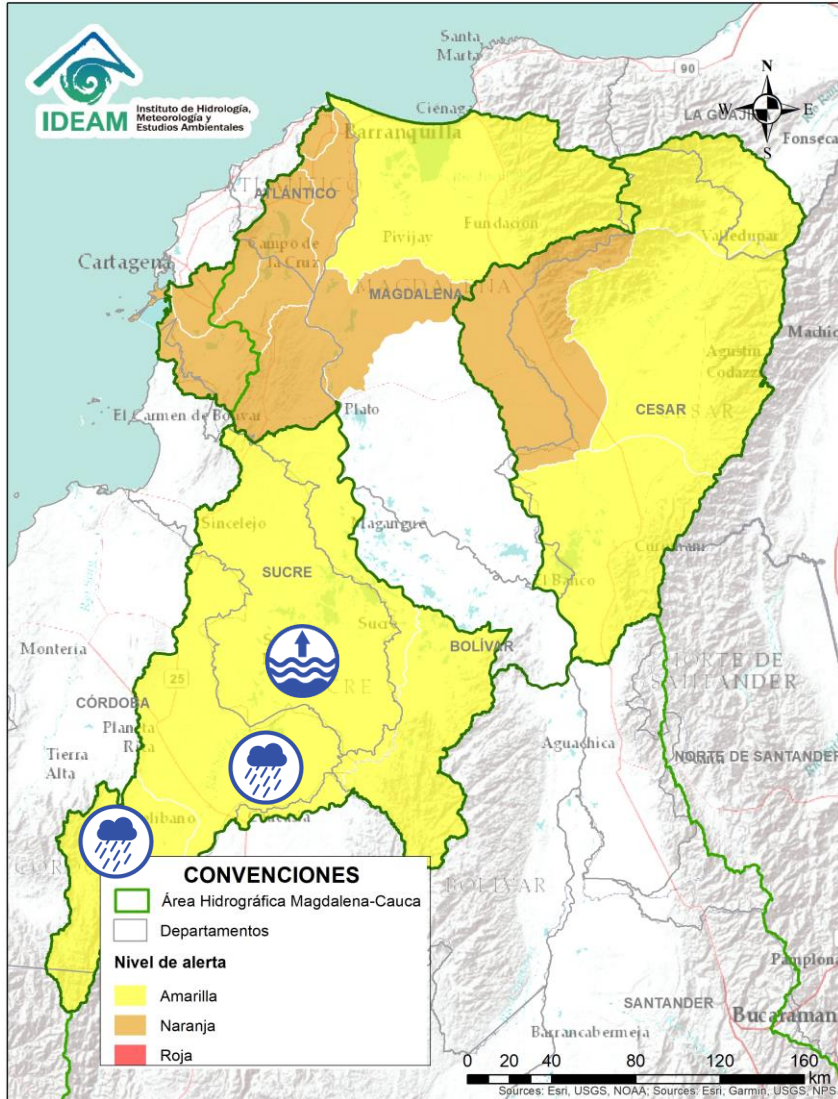 IDEAM
Instituto de Hidrología,
Meteorología y
Estudios Ambientales
Santa
Marta
90
N
W
E
S
LA GUAJIRA
Fonseca
Ciénaga
Barranquilla
ATLÁNTICO
Valledupar
Fundación
Pivijay
Campo de
la Cruz
Cartagena
MAGDALENA
Agustín
Codazzi
CESAR
El Carmen de Bolívar
Plato
Sincelejo
Magangué
Curumaní
El Banco
SUCRE
Sucre
BOLÍVAR
Montería
25
CÓRDOBA
Planeta
Rica
Tierra
Alta
NORTE DE
SANTANDER
Aguachica
NORTE DE SANTANDER
BOLÍVAR
CONVENCIONES
Área Hidrográfica Magdalena-Cauca
Departamentos
Nivel de alerta
Amarilla
Naranja
Roja
Pamplona
SANTANDER
Bucaraman
Barrancabermeja
0 20 40 80 120 160
Km
Sources: Esri, USGS, NOAA; Sources: Esri, Garmin, USGS, NPS